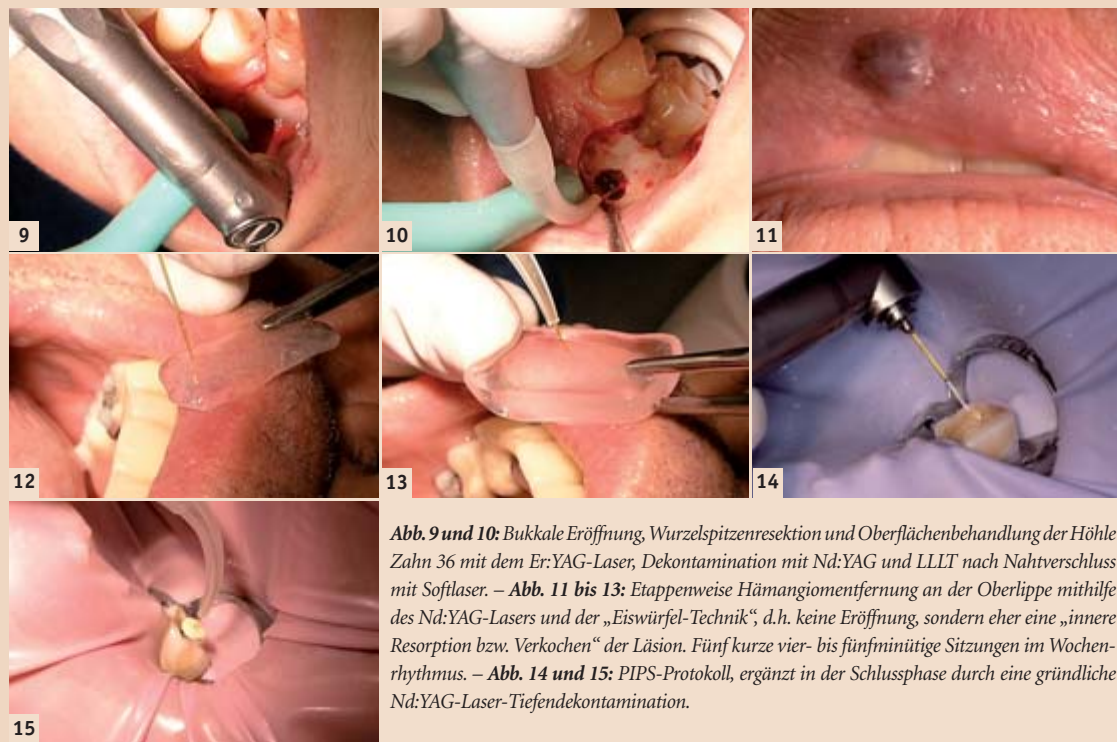 9
10
11
12
13
14
15
Abb. 9 und 10: Bukkale Eröffnung, Wurzelspitzenresektion und Oberflächenbehandlung der Höhle
Zahn 36 mit dem Er:YAG-Laser, Dekontamination mit Nd:YAG und LLLT nach Nahtverschluss
mit Softlaser. – Abb. 11 bis 13: Etappenweise Hämangiomentfernung an der Oberlippe mithilfe
des Nd:YAG-Lasers und der „Eiswürfel-Technik“, d.h. keine Eröffnung, sondern eher eine „innere
Resorption bzw. Verkochen“ der Läsion. Fünf kurze vier- bis fünfminütige Sitzungen im Wochen-
rhythmus. – Abb. 14 und 15: PIPS-Protokoll, ergänzt in der Schlussphase durch eine gründliche
Nd:YAG-Laser-Tiefendekontamination.